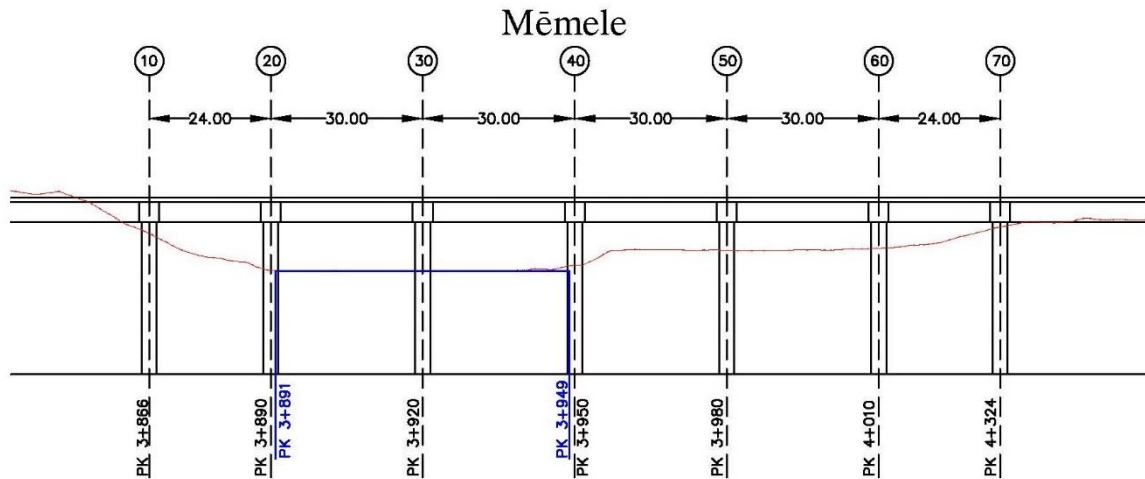 Mēmele
10 20 30 40 50 60 70
24.00 30.00 30.00 30.00 30.00 24.00
PK 3+866
PK 3+890
PK 3+891
PK 3+920
PK 3+949
PK 3+950
PK 3+980
PK 4+010
PK 4+324